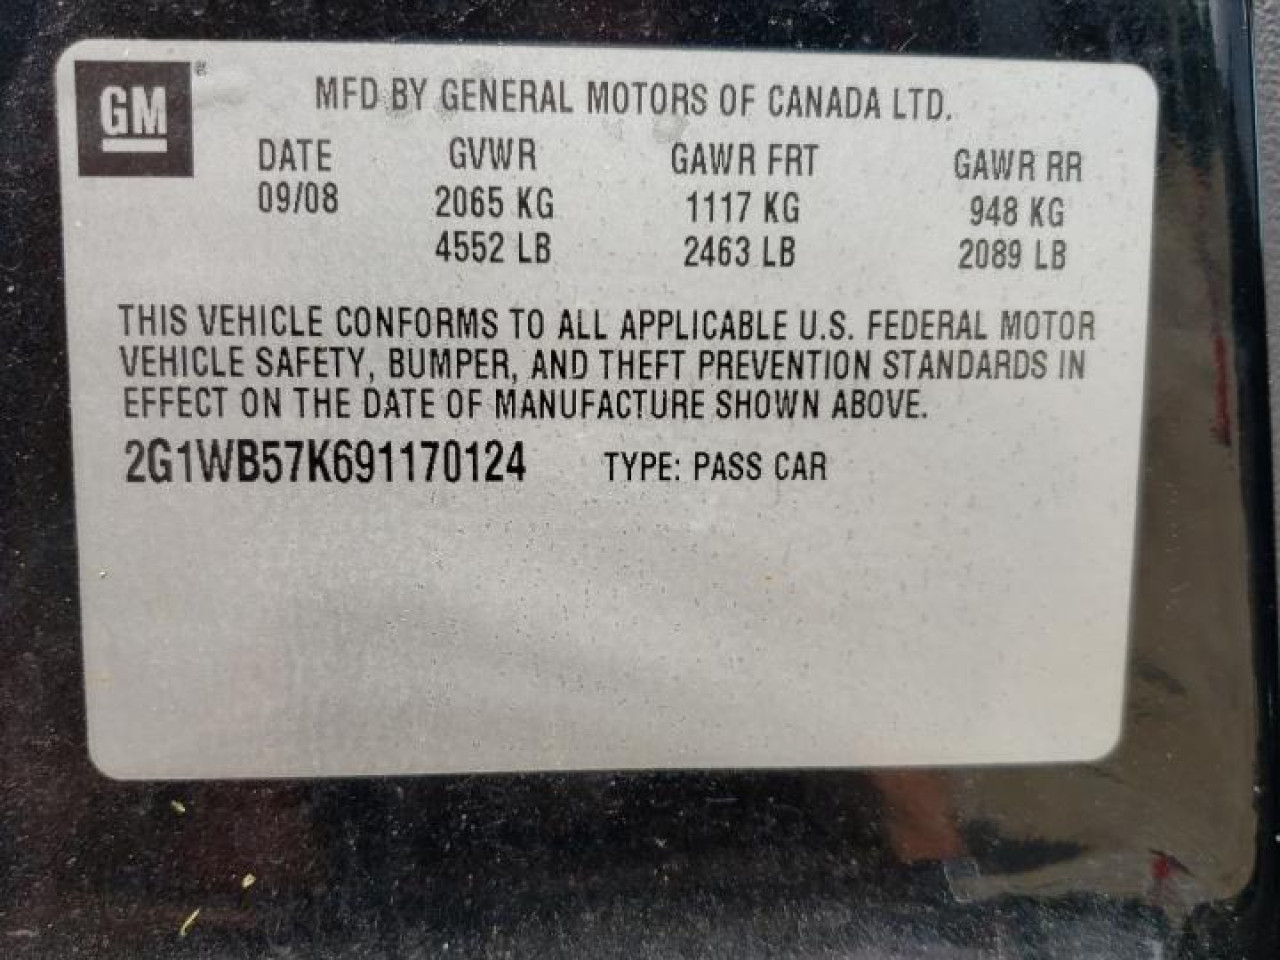 GM®
MFD BY GENERAL MOTORS OF CANADA LTD.
DATE GVWR GAWR FRT GAWR RR
09/08 2065 KG 1117 KG 948 KG
4552 LB 2463 LB 2089 LB
THIS VEHICLE CONFORMS TO ALL APPLICABLE U.S. FEDERAL MOTOR
VEHICLE SAFETY, BUMPER, AND THEFT PREVENTION STANDARDS IN
EFFECT ON THE DATE OF MANUFACTURE SHOWN ABOVE.
2G1WB57K691170124 TYPE: PASS CAR